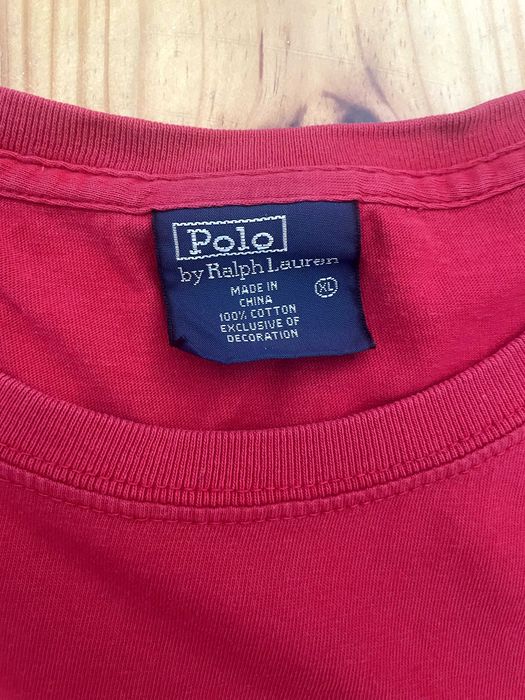 Polo
by Ralph Lauren
MADE IN
CHINA
XL
100% COTTON
EXCLUSIVE OF
DECORATION